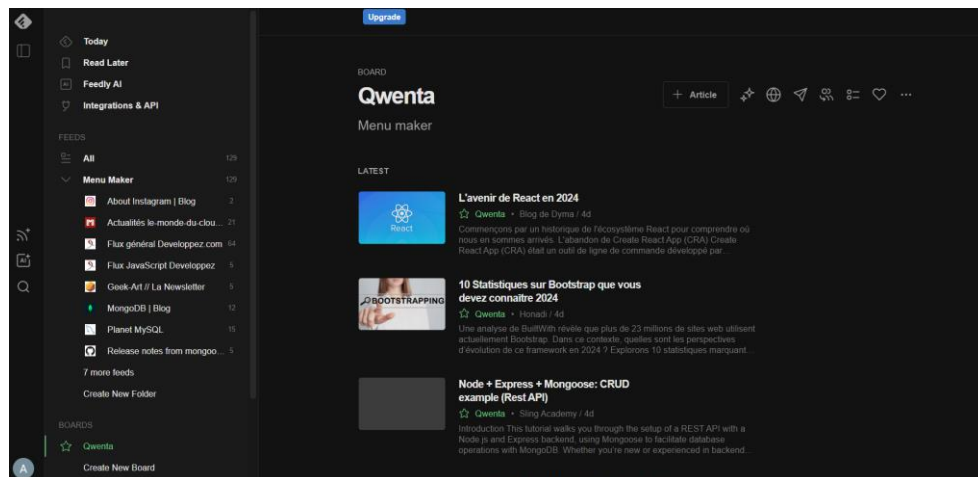 Upgrade
Today
Read Later
Feedly AI
Integrations & API
FEEDS
All 129
Menu Maker 129
About Instagram | Blog 2
Actualités le-monde-du-clou... 21
Flux général Developpez.com 64
Flux JavaScript Developpez 5
Geek-Art // La Newsletter 5
MongoDB | Blog 12
Planet MySQL 15
Release notes from mongoo... 5
7 more feeds
Create New Folder
BOARDS
Qwenta
Create New Board
A
BOARD
Qwenta
+ Article
Menu maker
LATEST
React
L'avenir de React en 2024
Qwenta • Blog de Dyma / 4d
Commençons par un historique de l'écosystème React pour comprendre où
nous en sommes arrivés. L'abandon de Create React App (CRA) Create
React App (CRA) était un outil de ligne de commande développé par...
BOOTSTRAPPING
10 Statistiques sur Bootstrap que vous
devez connaître 2024
Qwenta • Honadi / 4d
Une analyse de BuiltWith révèle que plus de 23 millions de sites web utilisent
actuellement Bootstrap. Dans ce contexte, quelles sont les perspectives
d'évolution de ce framework en 2024 ? Explorons 10 statistiques marquant...
Node + Express + Mongoose: CRUD
example (Rest API)
Qwenta • Sling Academy / 4d
Introduction This tutorial walks you through the setup of a REST API with a
Node js and Express backend, using Mongoose to facilitate database
operations with MongoDB. Whether you're new or experienced in backend...